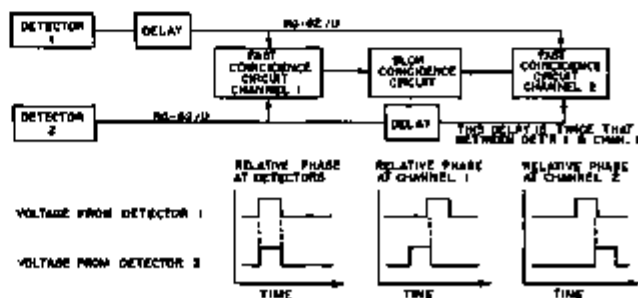 DETECTOR
1
DELAY
RG-62/U
FAST
COINCIDENCE
CIRCUIT
CHANNEL 1
SLOW
COINCIDENCE
CIRCUIT
FAST
COINCIDENCE
CIRCUIT
CHANNEL 2
DETECTOR
2
RG-62/U
DELAY
THIS DELAY IS TWICE THAT
BETWEEN DET'R 1 & CHAN. 1
RELATIVE PHASE
AT DETECTORS
RELATIVE PHASE
AT CHANNEL 1
RELATIVE PHASE
AT CHANNEL 2
VOLTAGE FROM DETECTOR 1
VOLTAGE FROM DETECTOR 2
TIME
TIME
TIME